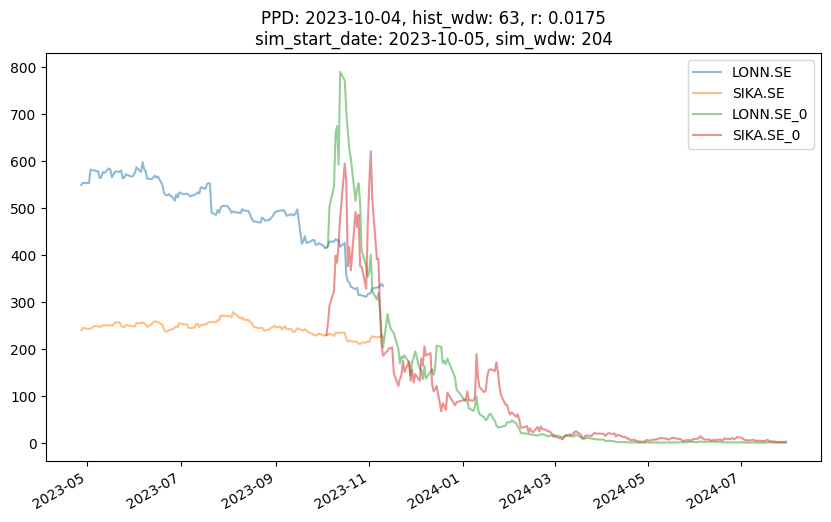 PPD: 2023-10-04, hist_wdw: 63, r: 0.0175
sim_start_date: 2023-10-05, sim_wdw: 204
LONN.SE
SIKA.SE
LONN.SE_0
SIKA.SE_0
800
700
600
500
400
300
200
100
0
2023-05
2023-07
2023-09
2023-11
2024-01
2024-03
2024-05
2024-07